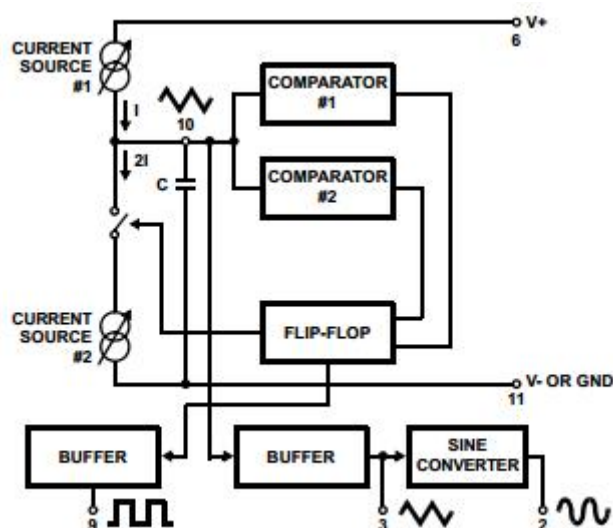 V+
6
CURRENT
SOURCE
#1
I
10
COMPARATOR
#1
2I
C
COMPARATOR
#2
CURRENT
SOURCE
#2
FLIP-FLOP
V- OR GND
11
BUFFER
BUFFER
SINE
CONVERTER
9
3
2